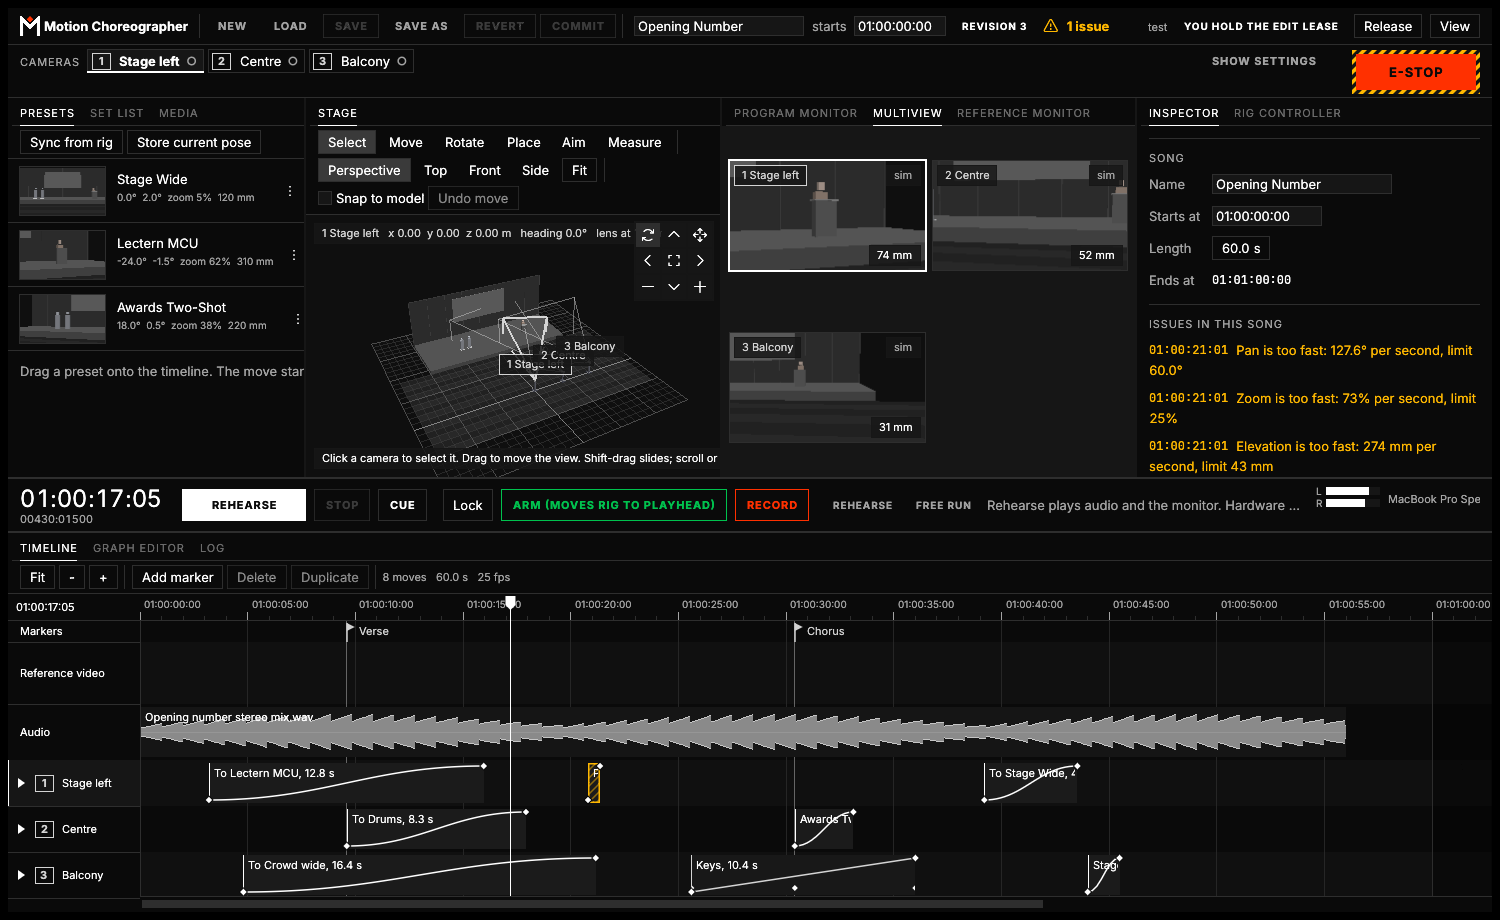 Motion Choreographer NEW LOAD SAVE SAVE AS REVERT COMMIT Opening Number starts 01:00:00:00 REVISION 3 1 issue test YOU HOLD THE EDIT LEASE Release View
CAMERAS 1 Stage left 2 Centre 3 Balcony SHOW SETTINGS E-STOP
PRESETS SET LIST MEDIA
Sync from rig Store current pose
Stage Wide
0.0° 2.0° zoom 5% 120 mm
Lectern MCU
-24.0° -1.5° zoom 62% 310 mm
Awards Two-Shot
18.0° 0.5° zoom 38% 220 mm
Drag a preset onto the timeline. The move star
STAGE
Select Move Rotate Place Aim Measure
Perspective Top Front Side Fit
Snap to model Undo move
1 Stage left x 0.00 y 0.00 z 0.00 m heading 0.0° lens at
3 Balcony
2 Centre
1 Stage left
Click a camera to select it. Drag to move the view. Shift-drag slides; scroll or
PROGRAM MONITOR MULTIVIEW REFERENCE MONITOR
1 Stage left sim
74 mm
2 Centre sim
52 mm
3 Balcony sim
31 mm
INSPECTOR RIG CONTROLLER
SONG
Name Opening Number
Starts at 01:00:00:00
Length 60.0 s
Ends at 01:01:00:00
ISSUES IN THIS SONG
01:00:21:01 Pan is too fast: 127.6° per second, limit
60.0°
01:00:21:01 Zoom is too fast: 73% per second, limit
25%
01:00:21:01 Elevation is too fast: 274 mm per
second, limit 43 mm
01:00:17:05
00430:01500
REHEARSE STOP CUE Lock ARM (MOVES RIG TO PLAYHEAD) RECORD REHEARSE FREE RUN Rehearse plays audio and the monitor. Hardware ... L R MacBook Pro Spe
TIMELINE GRAPH EDITOR LOG
Fit - + Add marker Delete Duplicate 8 moves 60.0 s 25 fps
01:00:17:05 01:00:00:00 01:00:05:00 01:00:10:00 01:00:15:00 01:00:20:00 01:00:25:00 01:00:30:00 01:00:35:00 01:00:40:00 01:00:45:00 01:00:50:00 01:00:55:00 01:01:00:00
Markers Verse Chorus
Reference video
Opening number stereo mix.wav
Audio
1 Stage left To Lectern MCU, 12.8 s To Stage Wide,
2 Centre To Drums, 8.3 s Awards
3 Balcony To Crowd wide, 16.4 s Keys, 10.4 s Stag